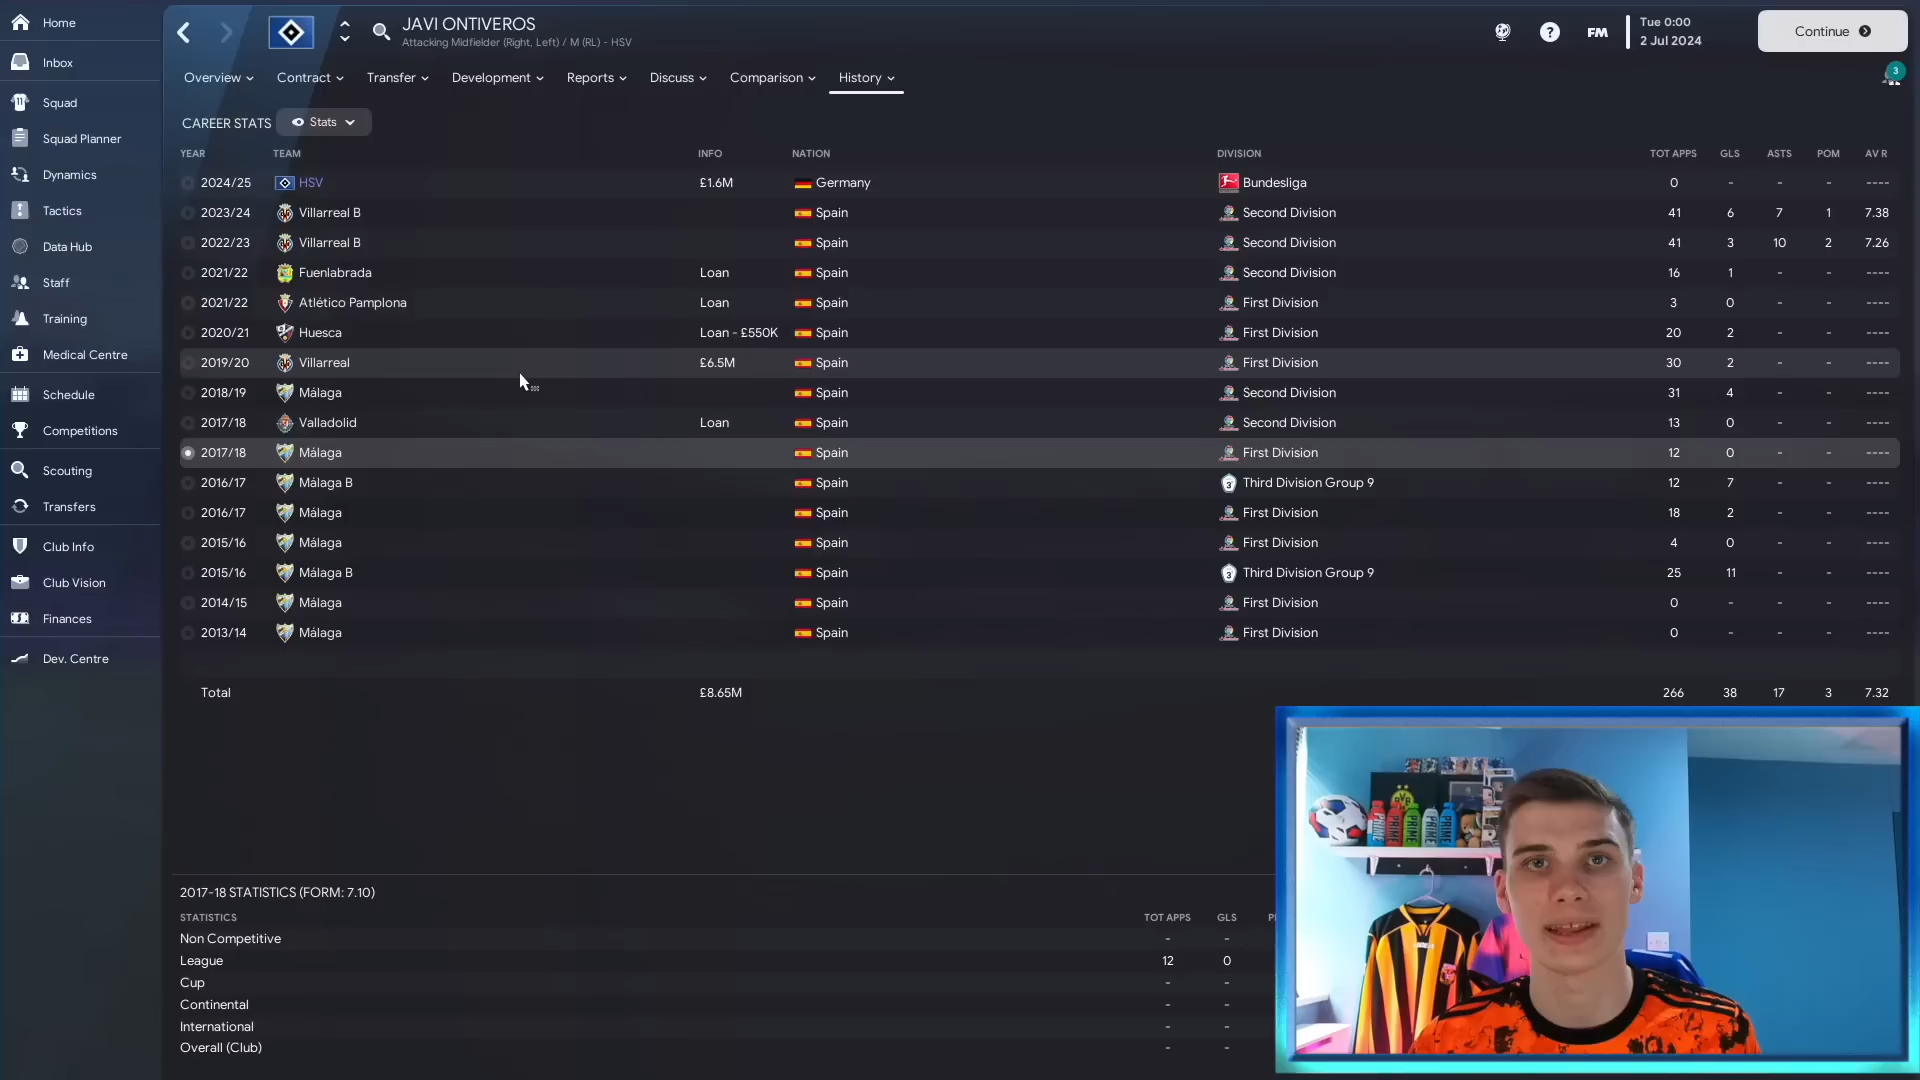 Home
Inbox
Squad
Squad Planner
Dynamics
Tactics
Data Hub
Staff
Training
Medical Centre
Schedule
Competitions
Scouting
Transfers
Club Info
Club Vision
Finances
Dev. Centre
JAVI ONTIVEROS
Attacking Midfielder (Right, Left) / M (RL) - HSV
? FM Tue 0:00
2 Jul 2024
Continue
Overview Contract Transfer Development Reports Discuss Comparison History
3
CAREER STATS Stats
YEAR TEAM INFO NATION DIVISION TOT APPS GLS ASTS POM AV R
2024/25 HSV £1.6M Germany Bundesliga 0 - - - ----
2023/24 Villarreal B Spain Second Division 41 6 7 1 7.38
2022/23 Villarreal B Spain Second Division 41 3 10 2 7.26
2021/22 Fuenlabrada Loan Spain Second Division 16 1 - - ----
2021/22 Atlético Pamplona Loan Spain First Division 3 0 - - ----
2020/21 Huesca Loan - £550K Spain First Division 20 2 - - ----
2019/20 Villarreal £6.5M Spain First Division 30 2 - - ----
2018/19 Málaga Spain Second Division 31 4 - - ----
2017/18 Valladolid Loan Spain Second Division 13 0 - - ----
2017/18 Málaga Spain First Division 12 0 - - ----
2016/17 Málaga B Spain 3 Third Division Group 9 12 7 - - ----
2016/17 Málaga Spain First Division 18 2 - - ----
2015/16 Málaga Spain First Division 4 0 - - ----
2015/16 Málaga B Spain 3 Third Division Group 9 25 11 - - ----
2014/15 Málaga Spain First Division 0 - - - ----
2013/14 Málaga Spain First Division 0 - - - ----
Total £8.65M 266 38 17 3 7.32
2017-18 STATISTICS (FORM: 7.10)
STATISTICS TOT APPS GLS
Non Competitive - -
League 12 0
Cup - -
Continental - -
International - -
Overall (Club) - -
BVB
PRIME PRIME PRIME PRIME PRIME